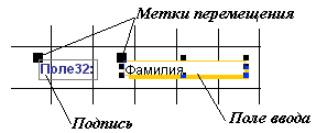 Метки перемещения
Поле32:
Фамилия
Подпись
Поле ввода